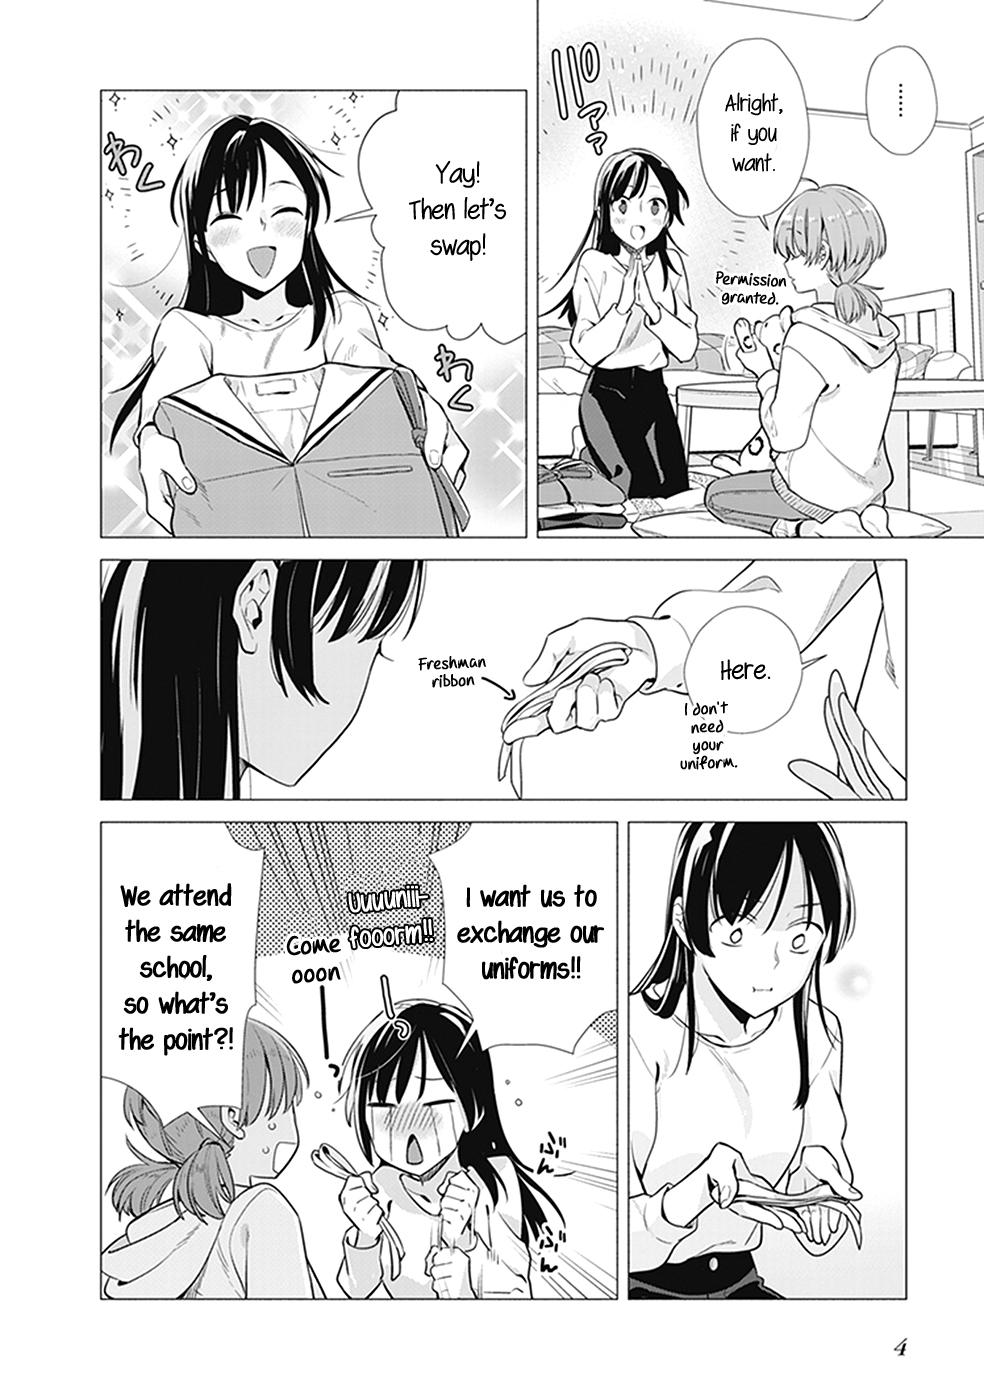 ........
Alright,
if you
want.
Permission
granted.
パァァ
Yay!
Then let's
swap!
わく
わく
Here.
I don't
need
your
uniform.
Freshman
ribbon
I want us to
exchange our
uniforms!!
Uuuuniii-
fooorm!!
Come
ooon
ぶん
ぶん
We attend
the same
school,
so what's
the point?!
4